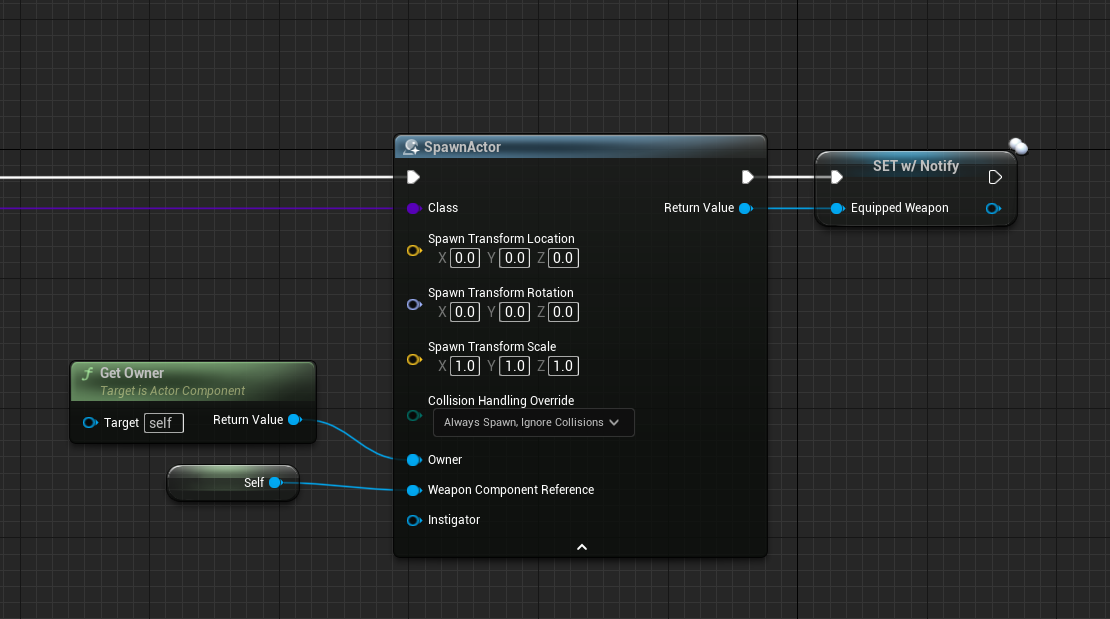 SpawnActor
SET w/ Notify
Class
Return Value
Equipped Weapon
Spawn Transform Location
X 0.0 Y 0.0 Z 0.0
Spawn Transform Rotation
X 0.0 Y 0.0 Z 0.0
Spawn Transform Scale
X 1.0 Y 1.0 Z 1.0
Collision Handling Override
Always Spawn, Ignore Collisions
Owner
Weapon Component Reference
Instigator
f Get Owner
Target is Actor Component
Target self Return Value
Self